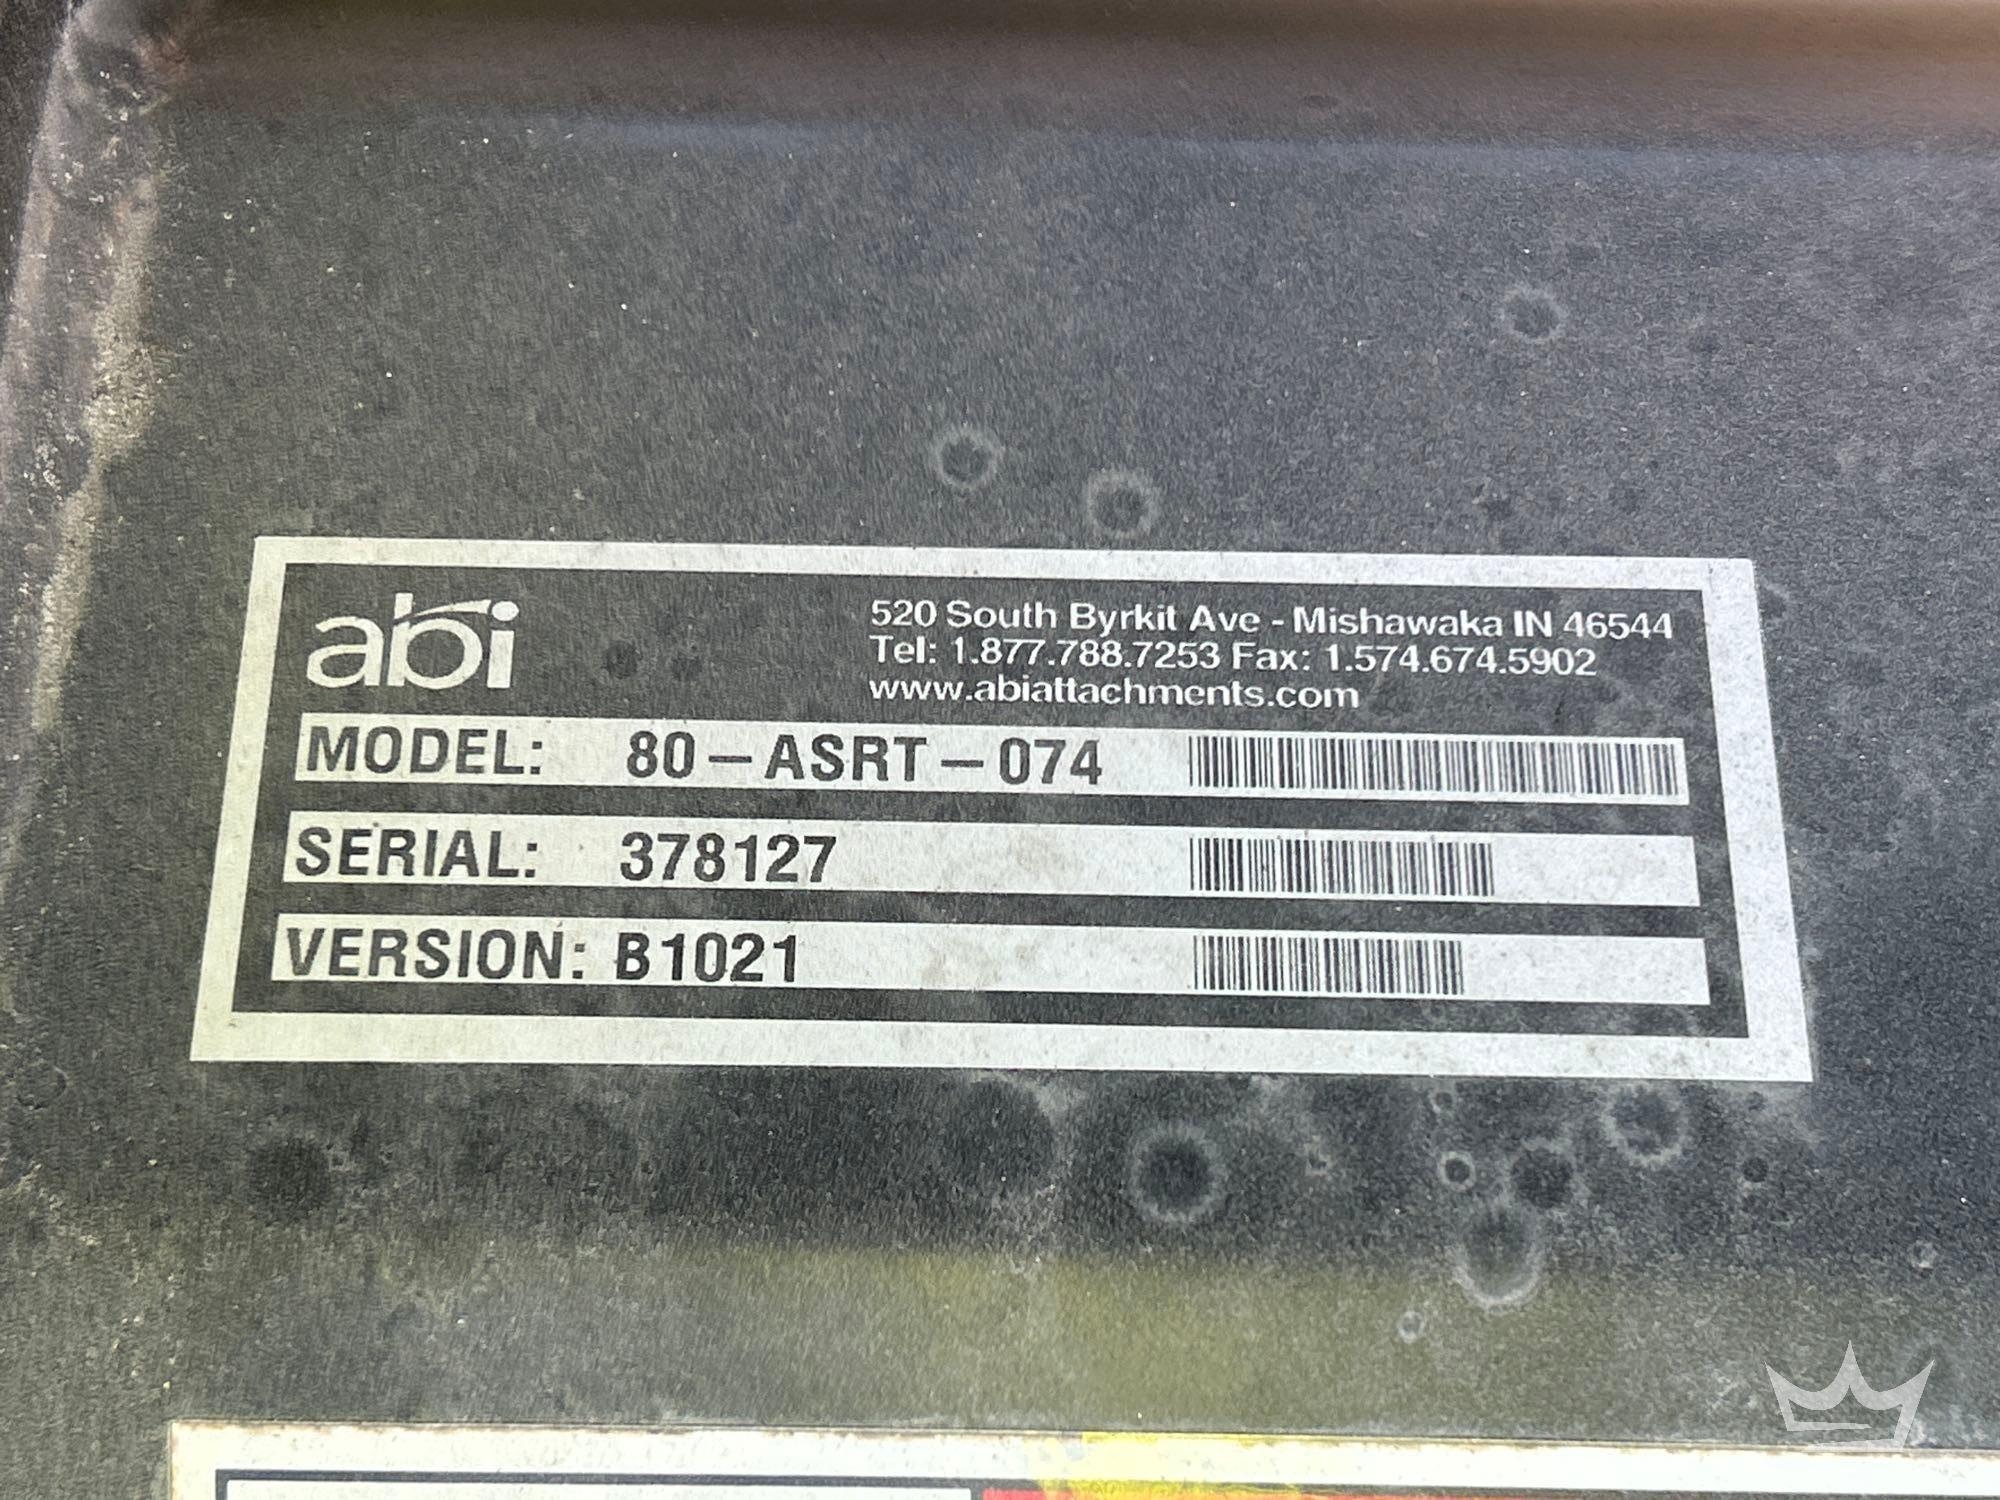 abi
520 South Byrkit Ave - Mishawaka IN 46544
Tel: 1.877.788.7253 Fax: 1.574.674.5902
www.abiattachments.com
MODEL: 80-ASRT-074
SERIAL: 378127
VERSION: B1021